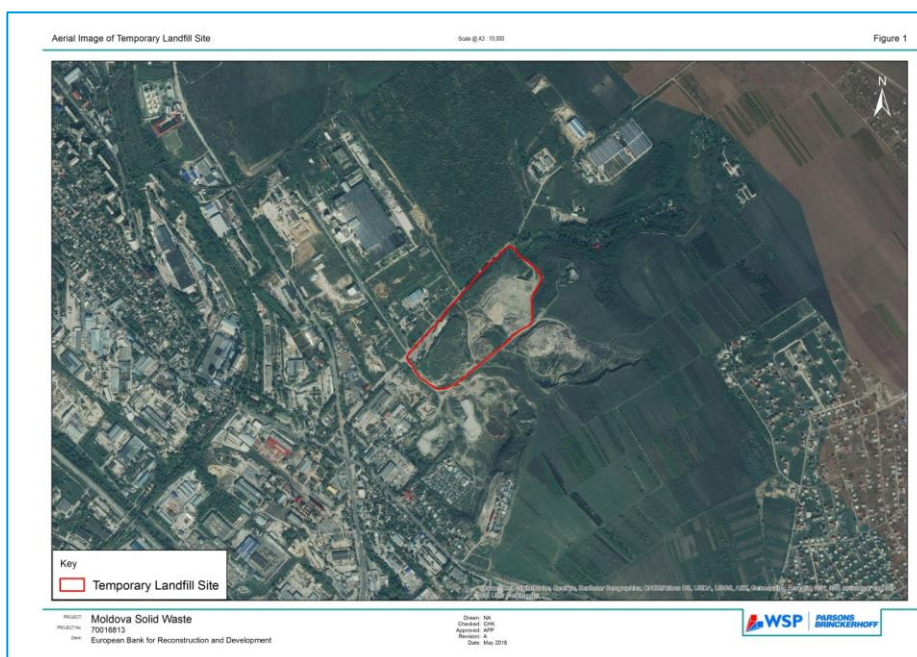 Aerial Image of Temporary Landfill Site
Scale @ A3 : 10,000
Figure 1
N
Key
Temporary Landfill Site
PROJECT: Moldova Solid Waste
PROJECT No: 70016813
Client: European Bank for Reconstruction and Development
Drawn: NA
Checked: CHK
Approved: APP
Revision: A
Date: May 2016
WSP
PARSONS
BRINCKERHOFF